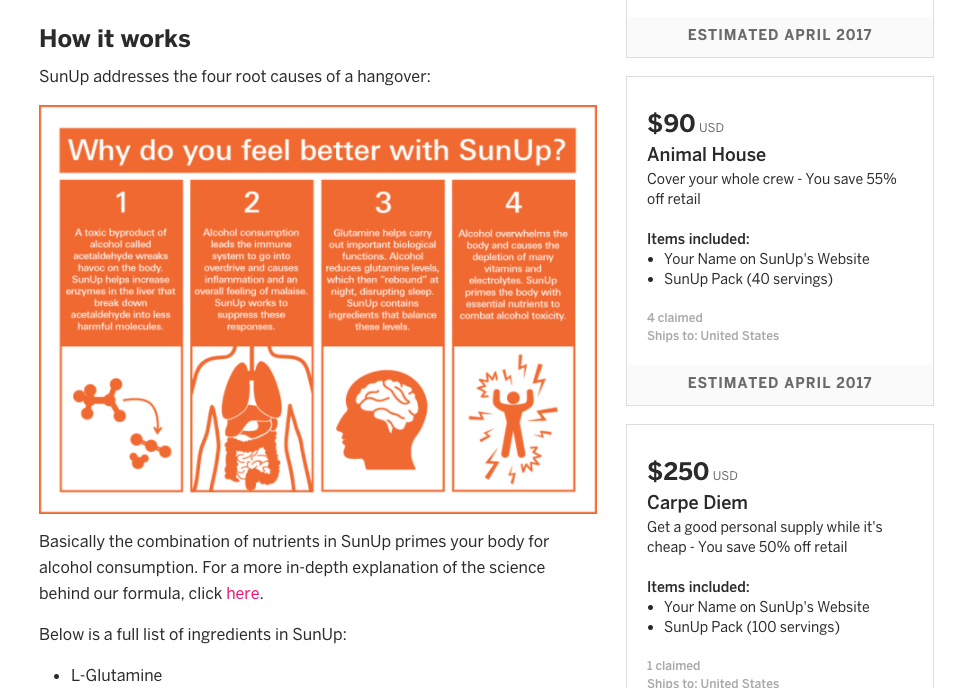 How it works
SunUp addresses the four root causes of a hangover:
Why do you feel better with SunUp?
1
A toxic byproduct of
alcohol called
acetaldehyde wreaks
havoc on the body.
SunUp helps increase
enzymes in the liver that
break down
acetaldehyde into less
harmful molecules.
2
Alcohol consumption
leads the immune
system to go into
overdrive and causes
inflammation and an
overall feeling of malaise.
SunUp works to
suppress these
responses.
3
Glutamine helps carry
out important biological
functions. Alcohol
reduces glutamine levels,
which then "rebound" at
night, disrupting sleep.
SunUp contains
ingredients that balance
these levels.
4
Alcohol overwhelms the
body and causes the
depletion of many
vitamins and
electrolytes. SunUp
primes the body with
essential nutrients to
combat alcohol toxicity.
Basically the combination of nutrients in SunUp primes your body for
alcohol consumption. For a more in-depth explanation of the science
behind our formula, click here.
Below is a full list of ingredients in SunUp:
• L-Glutamine
ESTIMATED APRIL 2017
$90 USD
Animal House
Cover your whole crew - You save 55%
off retail
Items included:
• Your Name on SunUp's Website
• SunUp Pack (40 servings)
4 claimed
Ships to: United States
ESTIMATED APRIL 2017
$250 USD
Carpe Diem
Get a good personal supply while it's
cheap - You save 50% off retail
Items included:
• Your Name on SunUp's Website
• SunUp Pack (100 servings)
1 claimed
Ships to: United States